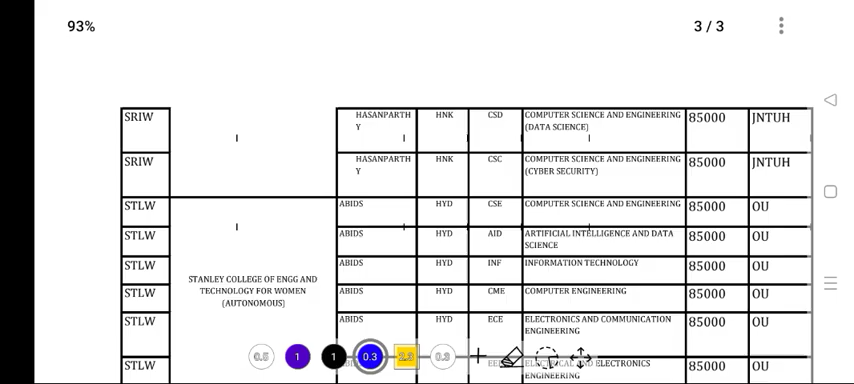 93%
3 / 3
SRIW HASANPARTH HNK CSD COMPUTER SCIENCE AND ENGINEERING 85000 JNTUH
Y (DATA SCIENCE)
SRIW HASANPARTH HNK CSC COMPUTER SCIENCE AND ENGINEERING 85000 JNTUH
Y (CYBER SECURITY)
STLW ABIDS HYD CSE COMPUTER SCIENCE AND ENGINEERING 85000 OU
STLW ABIDS HYD AID ARTIFICIAL INTELLIGENCE AND DATA 85000 OU
SCIENCE
STLW ABIDS HYD INF INFORMATION TECHNOLOGY 85000 OU
STANLEY COLLEGE OF ENGG AND
TECHNOLOGY FOR WOMEN
(AUTONOMOUS)
STLW ABIDS HYD CME COMPUTER ENGINEERING 85000 OU
STLW ABIDS HYD ECE ELECTRONICS AND COMMUNICATION 85000 OU
ENGINEERING
STLW ELECTRONICS 85000 OU
ENGINEERING
0.5 1 1 0.3 2.3 0.3